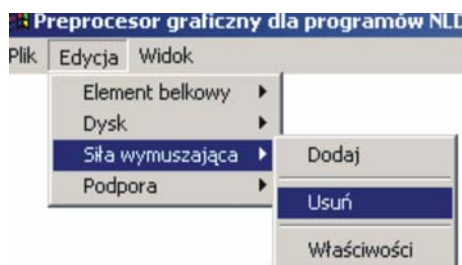 Preprocesor graficzny dla programów NLD
Plik Edycja Widok
Element belkowy
Dysk
Siła wymuszająca
Podpora
Dodaj
Usuń
Właściwości